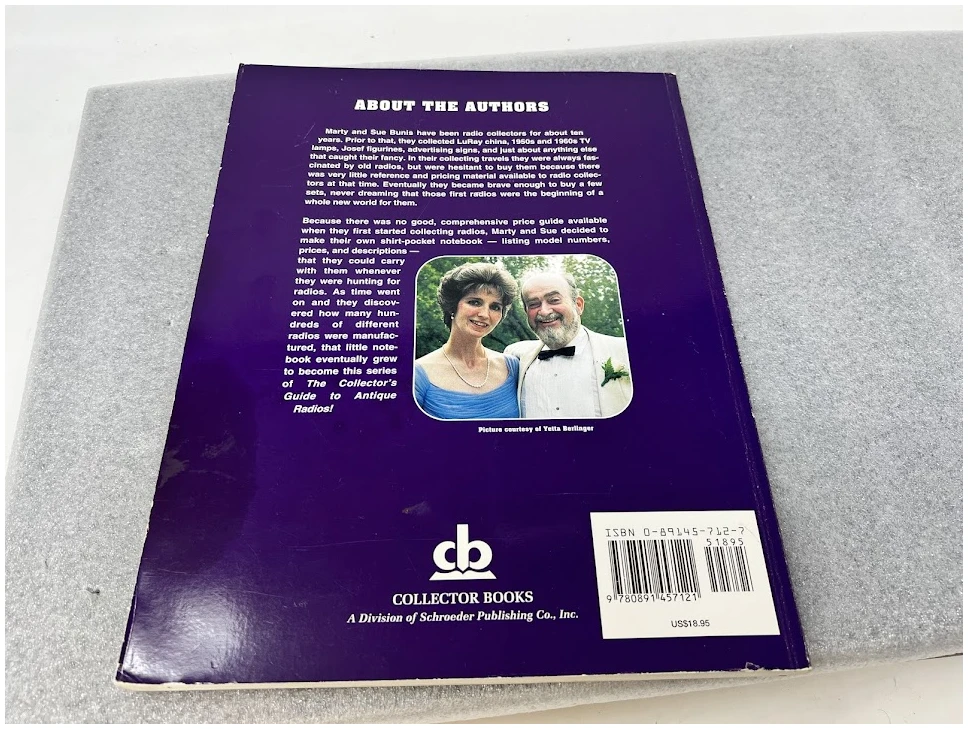 ABOUT THE AUTHORS
Marty and Sue Bunis have been radio collectors for about ten
years. Prior to that, they collected LuRay china, 1950s and 1960s TV
lamps, Josef figurines, advertising signs, and just about anything else
that caught their fancy. In their collecting travels they were always fas-
cinated by old radios, but were hesitant to buy them because there
was very little reference and pricing material available to radio collec-
tors at that time. Eventually they became brave enough to buy a few
sets, never dreaming that those first radios were the beginning of a
whole new world for them.
Because there was no good, comprehensive price guide available
when they first started collecting radios, Marty and Sue decided to
make their own shirt-pocket notebook — listing model numbers,
prices, and descriptions —
that they could carry
with them whenever
they were hunting for
radios. As time went
on and they discov-
ered how many hun-
dreds of different
radios were manufac-
tured, that little note-
book eventually grew
to become this series
of The Collector's
Guide to Antique
Radios!
Picture courtesy of Yetta Berlinger
cb
COLLECTOR BOOKS
A Division of Schroeder Publishing Co., Inc.
ISBN 0-89145-712-7
51895
9 780891 457121
US$18.95